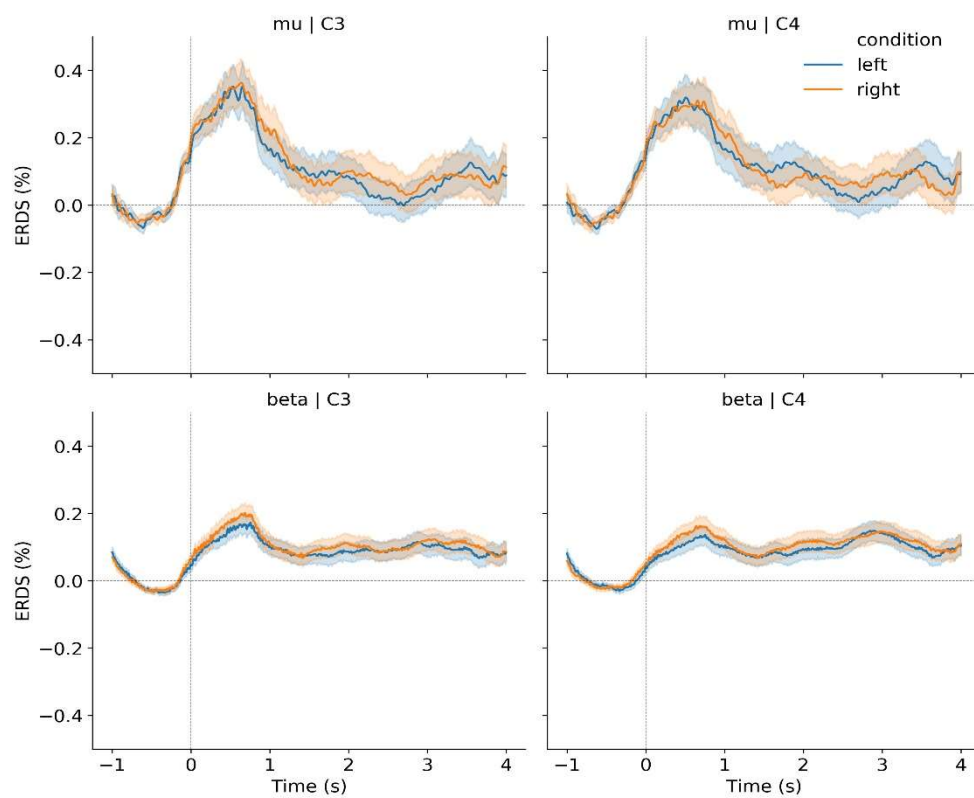 mu | C3
mu | C4
condition
left
right
ERDS (%)
0.4
0.2
0.0
−0.2
−0.4
beta | C3
beta | C4
ERDS (%)
0.4
0.2
0.0
−0.2
−0.4
−1 0 1 2 3 4
−1 0 1 2 3 4
Time (s)
Time (s)